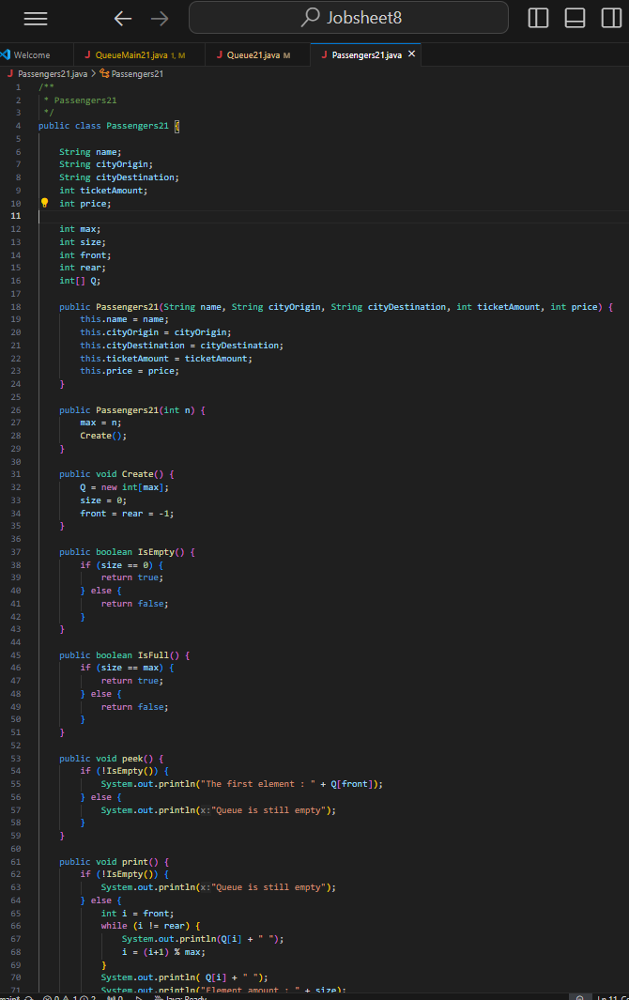 Jobsheet8
Welcome
J QueueMain21.java 1, M
J Queue21.java M
J Passengers21.java ×
J Passengers21.java > Passengers21
1 /**
2 * Passengers21
3 */
4 public class Passengers21 {
5
6 String name;
7 String cityOrigin;
8 String cityDestination;
9 int ticketAmount;
10 int price;
11
12 int max;
13 int size;
14 int front;
15 int rear;
16 int[] Q;
17
18 public Passengers21(String name, String cityOrigin, String cityDestination, int ticketAmount, int price) {
19 this.name = name;
20 this.cityOrigin = cityOrigin;
21 this.cityDestination = cityDestination;
22 this.ticketAmount = ticketAmount;
23 this.price = price;
24 }
25
26 public Passengers21(int n) {
27 max = n;
28 Create();
29 }
30
31 public void Create() {
32 Q = new int[max];
33 size = 0;
34 front = rear = -1;
35 }
36
37 public boolean IsEmpty() {
38 if (size == 0) {
39 return true;
40 } else {
41 return false;
42 }
43 }
44
45 public boolean IsFull() {
46 if (size == max) {
47 return true;
48 } else {
49 return false;
50 }
51 }
52
53 public void peek() {
54 if (!IsEmpty()) {
55 System.out.println("The first element : " + Q[front]);
56 } else {
57 System.out.println(x:"Queue is still empty");
58 }
59 }
60
61 public void print() {
62 if (!IsEmpty()) {
63 System.out.println(x:"Queue is still empty");
64 } else {
65 int i = front;
66 while (i != rear) {
67 System.out.println(Q[i] + " ");
68 i = (i+1) % max;
69 }
70 System.out.println( Q[i] + " ");
71 System.out.println("Element amount : " + size);